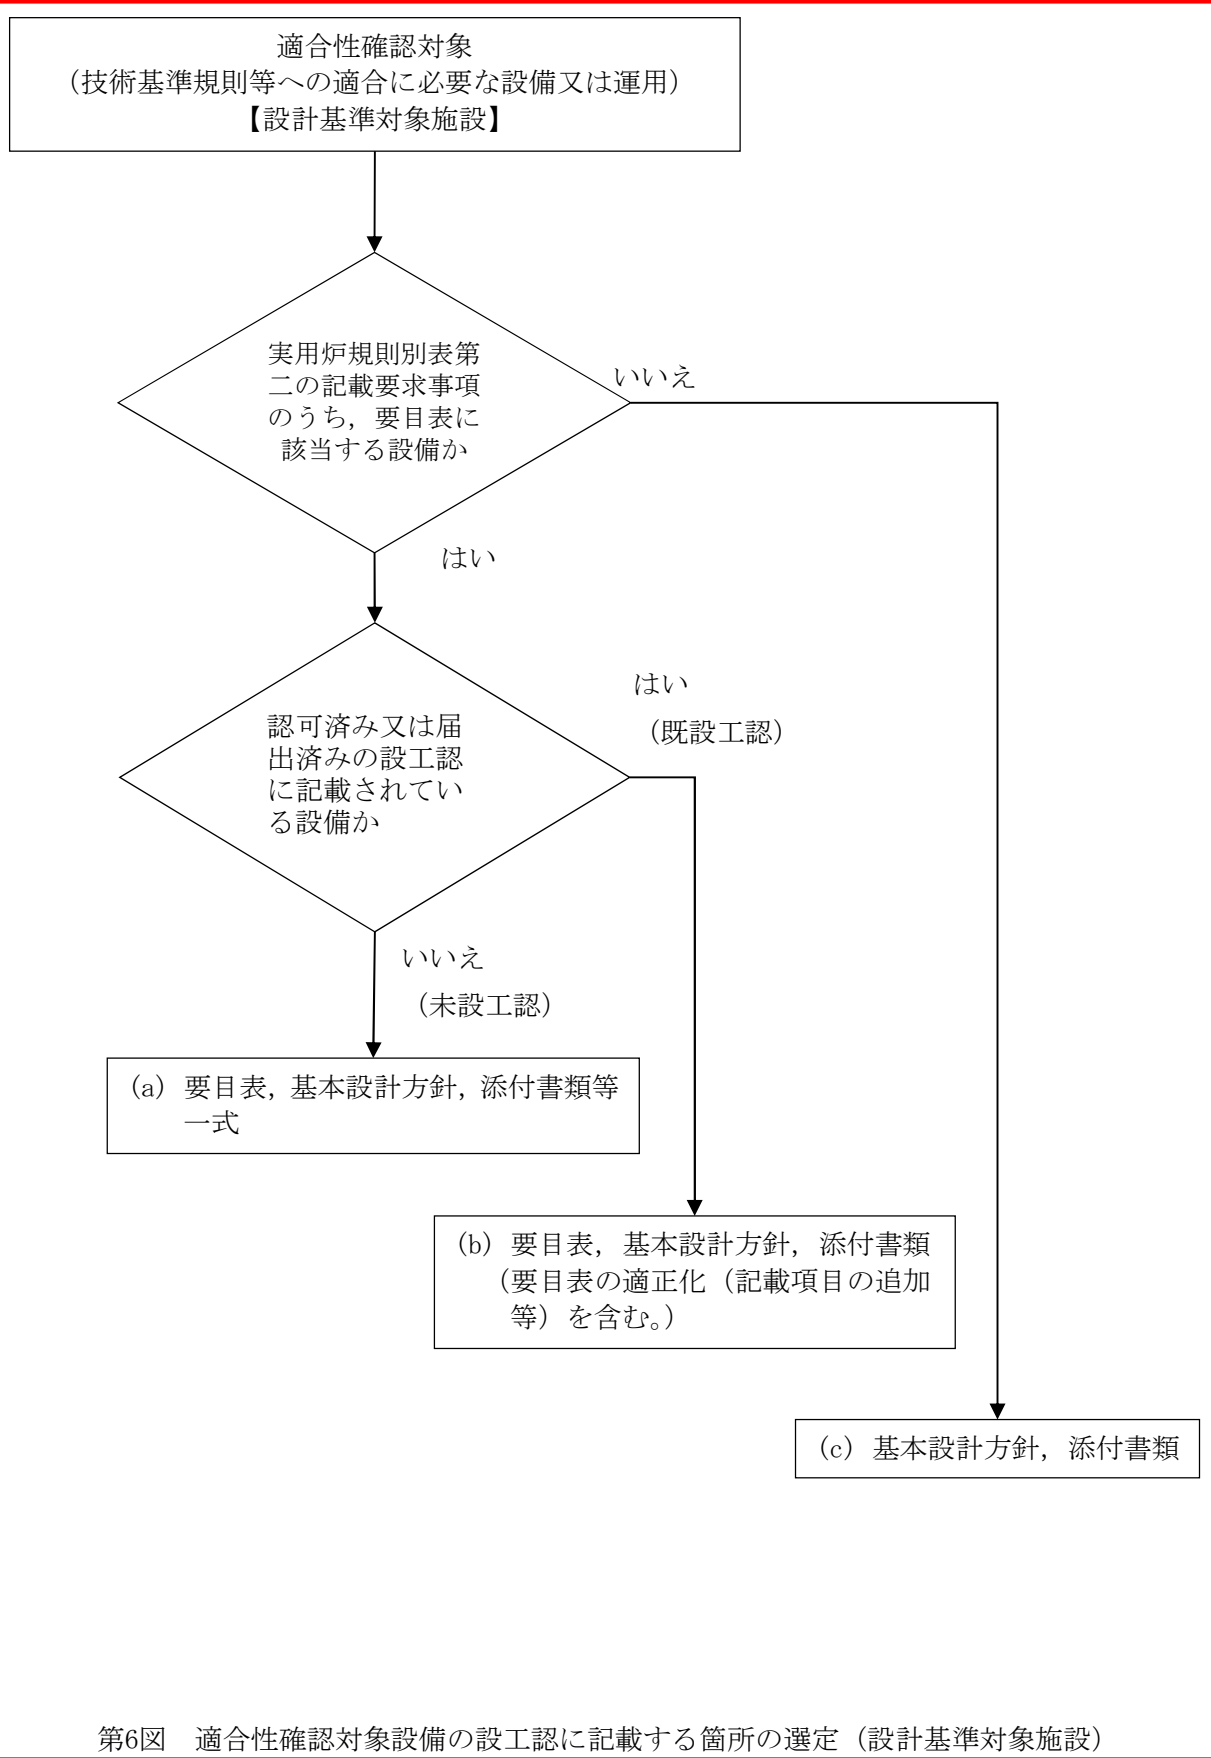 適合性確認対象
（技術基準規則等への適合に必要な設備又は運用）
【設計基準対象施設】
実用炉規則別表第
二の記載要求事項
のうち，要目表に
該当する設備か
いいえ
はい
認可済み又は届
出済みの設工認
に記載されてい
る設備か
はい
（既設工認）
いいえ
（未設工認）
(a) 要目表，基本設計方針，添付書類等
一式
(b) 要目表，基本設計方針，添付書類
（要目表の適正化（記載項目の追加
等）を含む。）
(c) 基本設計方針，添付書類
第6図　適合性確認対象設備の設工認に記載する箇所の選定（設計基準対象施設）